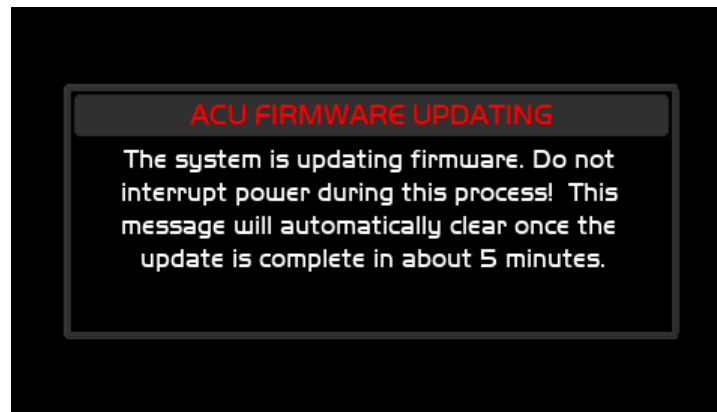 ACU FIRMWARE UPDATING
The system is updating firmware. Do not
interrupt power during this process!  This
message will automatically clear once the
update is complete in about 5 minutes.